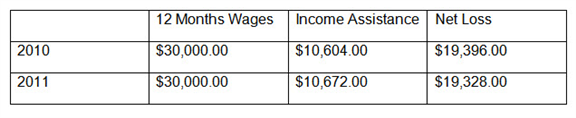 12 Months Wages Income Assistance Net Loss
2010 $30,000.00 $10,604.00 $19,396.00
2011 $30,000.00 $10,672.00 $19,328.00